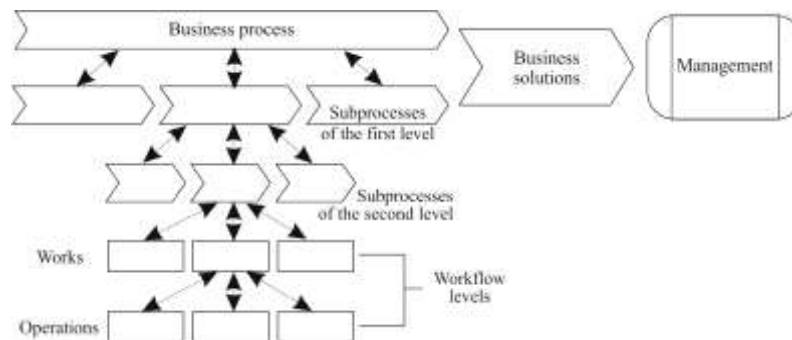 Business process
Business
solutions
Management
Subprocesses
of the first level
Subprocesses
of the second level
Works
Workflow
levels
Operations